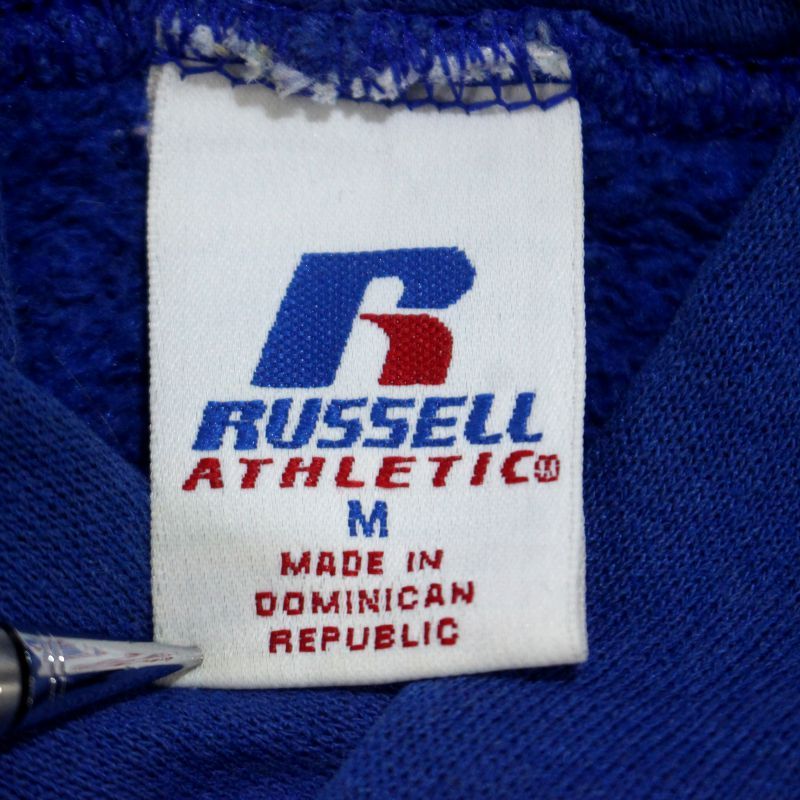 RUSSELL
ATHLETIC®
M
MADE IN
DOMINICAN
REPUBLIC